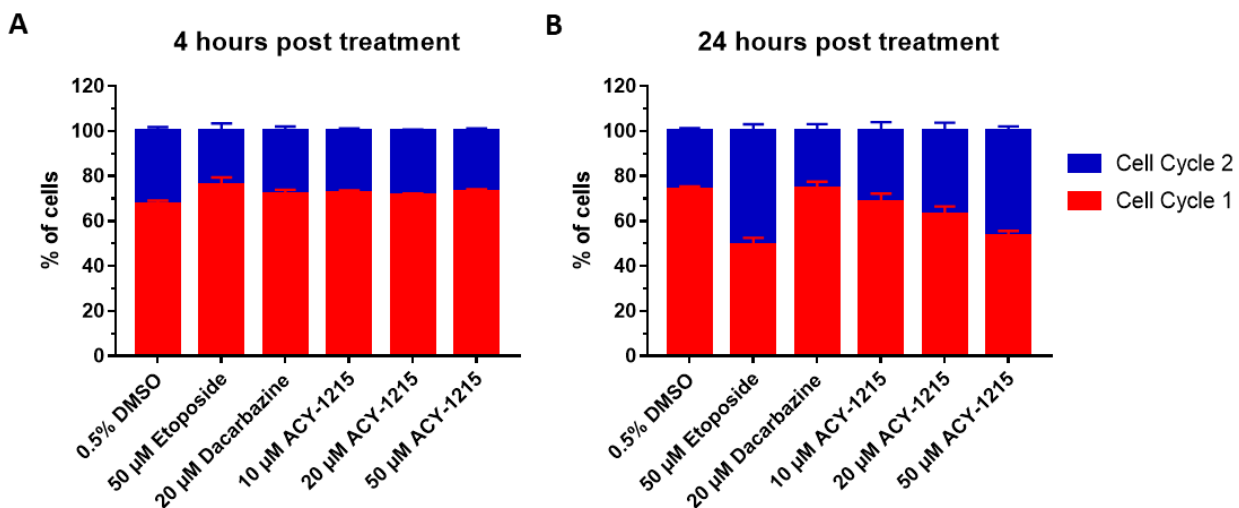 A
4 hours post treatment
% of cells
120
100
80
60
40
20
0
0.5% DMSO
50 µM Etoposide
20 µM Dacarbazine
10 µM ACY-1215
20 µM ACY-1215
50 µM ACY-1215
B
24 hours post treatment
% of cells
120
100
80
60
40
20
0
0.5% DMSO
50 µM Etoposide
20 µM Dacarbazine
10 µM ACY-1215
20 µM ACY-1215
50 µM ACY-1215
Cell Cycle 2
Cell Cycle 1